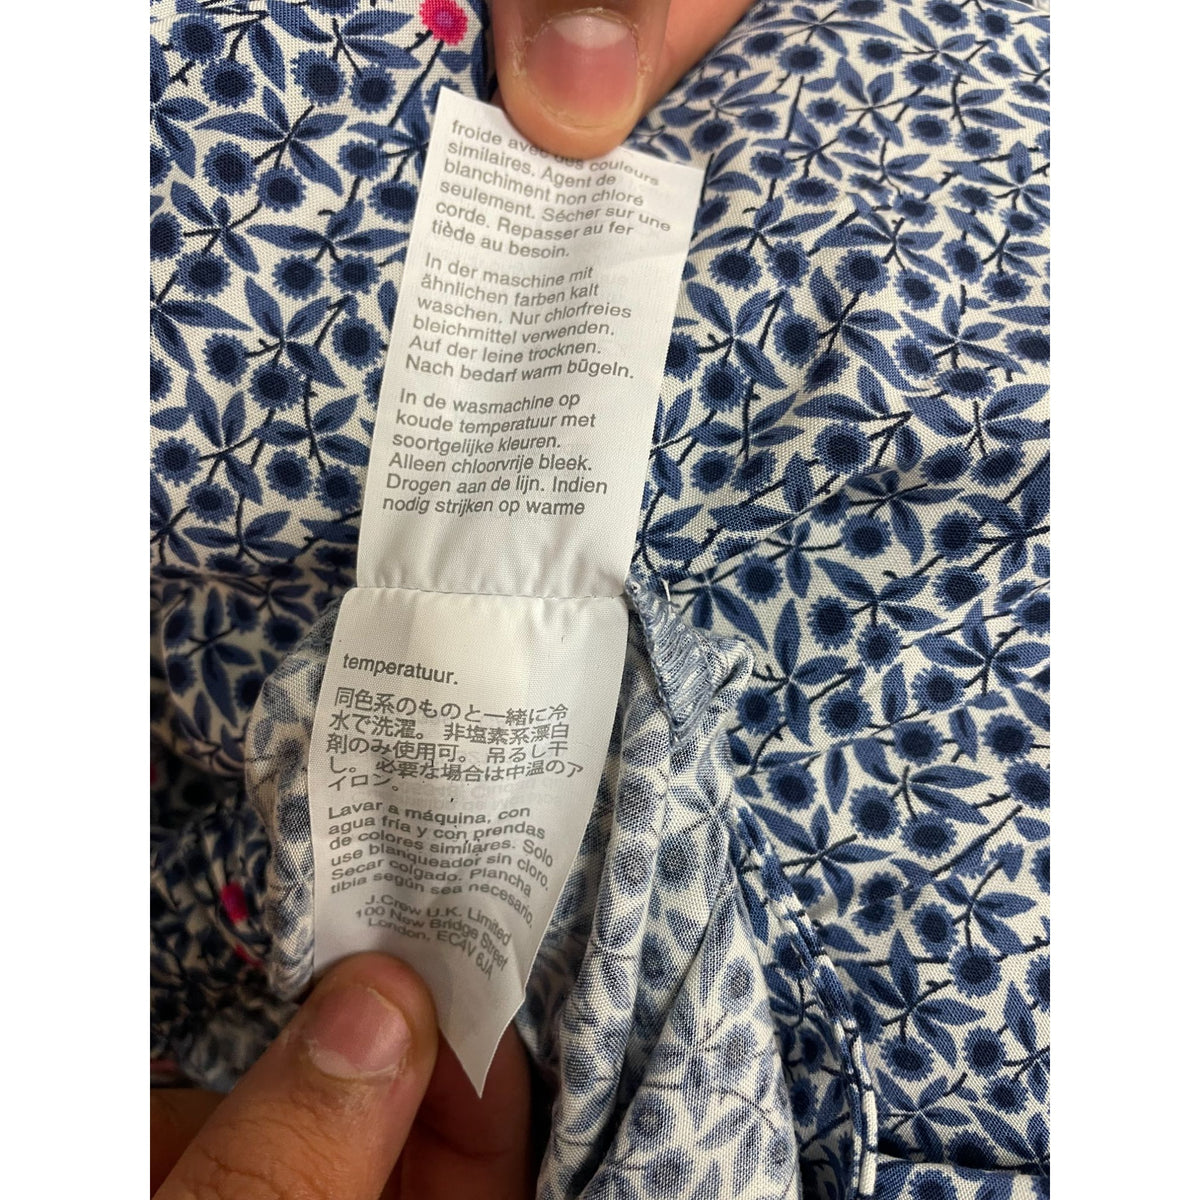 froide avec des couleurs
similaires. Agent de
blanchiment non chloré
seulement. Sécher sur une
corde. Repasser au fer
tiède au besoin.
In der maschine mit
ähnlichen farben kalt
waschen. Nur chlorfreies
bleichmittel verwenden.
Auf der leine trocknen.
Nach bedarf warm būgeln.
In de wasmachine op
koude temperatuur met
soortgelijke kleuren.
Alleen chloorvrije bleek.
Drogen aan de lijn. Indien
nodig strijken op warme
temperatuur.
同色系のものと一緒に冷
水で洗濯。 非塩素系漂白
剤のみ使用可。 吊るし干
し。 必要な場合は中温のア
イロン。
Lavar a máquina, con
agua fría y con prendas
de colores similares. Solo
use blanqueador sin cloro.
Secar colgado. Plancha
tibia según sea necesario.
J.Crew U.K. Limited
100 New Bridge Street
London, EC4V 6JA